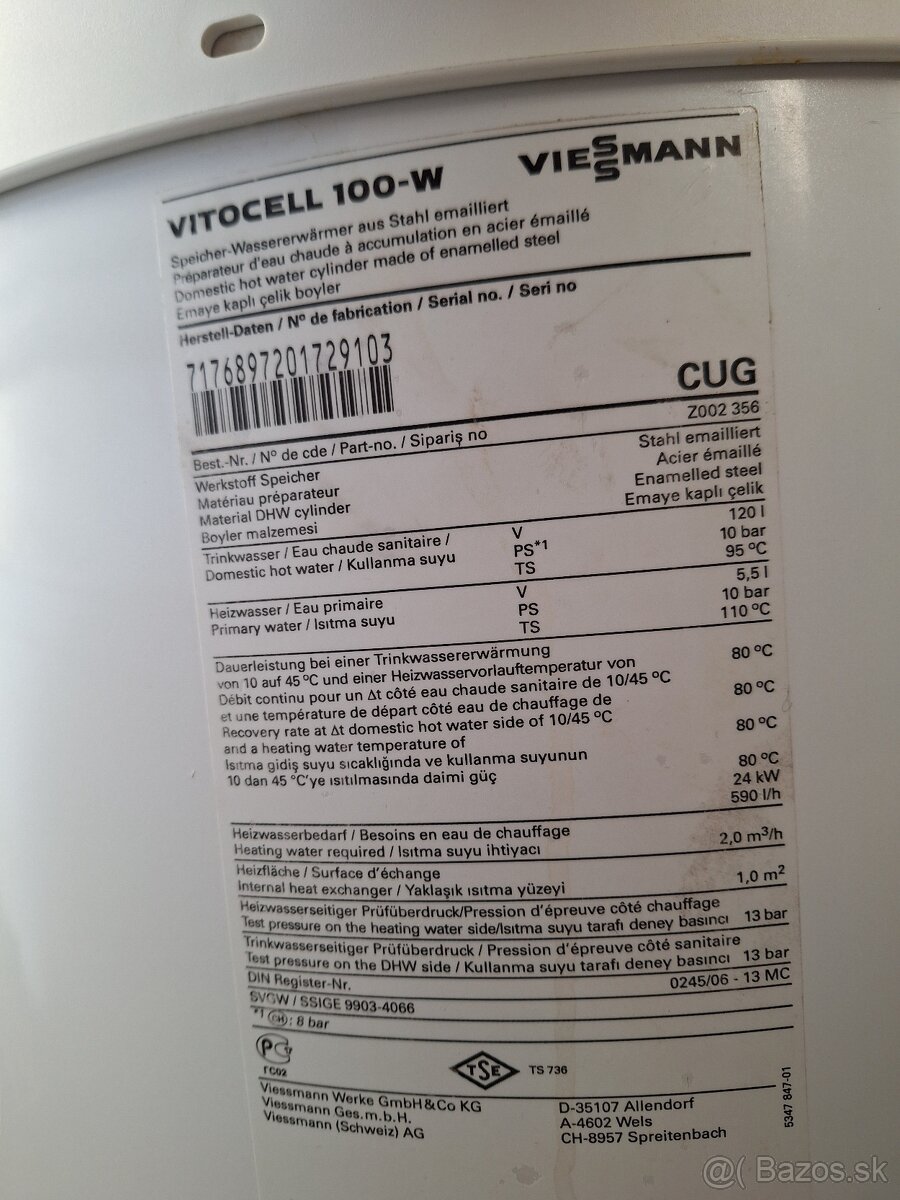 VITOCELL 100-W
VIESSMANN
Speicher-Wassererwärmer aus Stahl emailliert
Préparateur d'eau chaude à accumulation en acier émaillé
Domestic hot water cylinder made of enamelled steel
Emaye kaplı çelik boyler
Herstell-Daten / Nº de fabrication / Serial no. / Seri no
7176897201729103
CUG
Best.-Nr. / Nº de cde / Part-no. / Sipariş no Z002 356
Werkstoff Speicher Stahl emailliert
Matériau préparateur Acier émaillé
Material DHW cylinder Enamelled steel
Boyler malzemesi Emaye kaplı çelik
Trinkwasser / Eau chaude sanitaire / V 120 l
Domestic hot water / Kullanma suyu PS*1 10 bar
TS 95 ºC
Heizwasser / Eau primaire V 5,5 l
Primary water / Isıtma suyu PS 10 bar
TS 110 ºC
Dauerleistung bei einer Trinkwassererwärmung
von 10 auf 45 ºC und einer Heizwasservorlauftemperatur von 80 ºC
Débit continu pour un Δt côté eau chaude sanitaire de 10/45 ºC
et une température de départ côté eau de chauffage de 80 ºC
Recovery rate at Δt domestic hot water side of 10/45 ºC
and a heating water temperature of 80 ºC
Isıtma gidiş suyu sıcaklığında ve kullanma suyunun 80 ºC
10 dan 45 ºC'ye ısıtılmasında daimi güç 24 kW
590 l/h
Heizwasserbedarf / Besoins en eau de chauffage
Heating water required / Isıtma suyu ihtiyacı 2,0 m³/h
Heizfläche / Surface d'échange
Internal heat exchanger / Yaklaşık ısıtma yüzeyi 1,0 m²
Heizwasserseitiger Prüfüberdruck/Pression d'épreuve côté chauffage
Test pressure on the heating water side/Isıtma suyu tarafı deney basıncı 13 bar
Trinkwasserseitiger Prüfüberdruck / Pression d'épreuve côté sanitaire
Test pressure on the DHW side / Kullanma suyu tarafı deney basıncı 13 bar
DIN Register-Nr. 0245/06 - 13 MC
SVGW / SSIGE 9903-4066
*1 CH: 8 bar
ГС02
TSE TS 736
Viessmann Werke GmbH&Co KG D-35107 Allendorf
Viessmann Ges.m.b.H. A-4602 Wels
Viessmann (Schweiz) AG CH-8957 Spreitenbach
5347 847-01
@( Bazos.sk